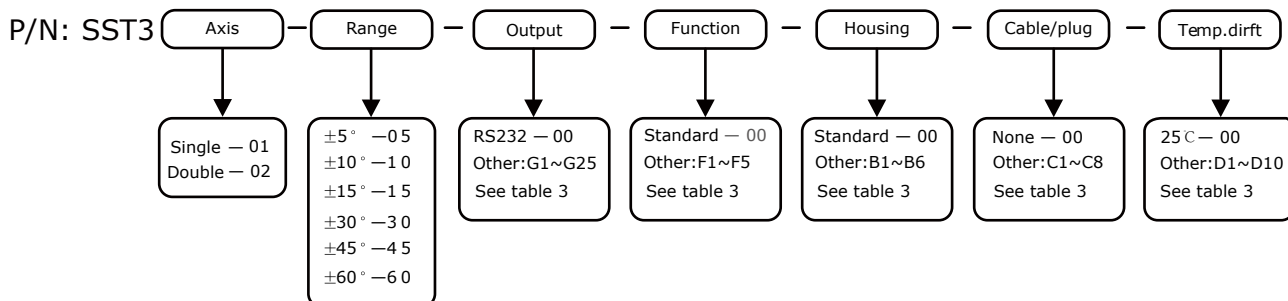 P/N: SST3 Axis — Range — Output — Function — Housing — Cable/plug — Temp.dirft
Single — 01
Double — 02
±5° —05
±10°—10
±15°—15
±30°—30
±45°—45
±60°—60
RS232 — 00
Other:G1~G25
See table 3
Standard — 00
Other:F1~F5
See table 3
Standard — 00
Other:B1~B6
See table 3
None — 00
Other:C1~C8
See table 3
25℃— 00
Other:D1~D10
See table 3